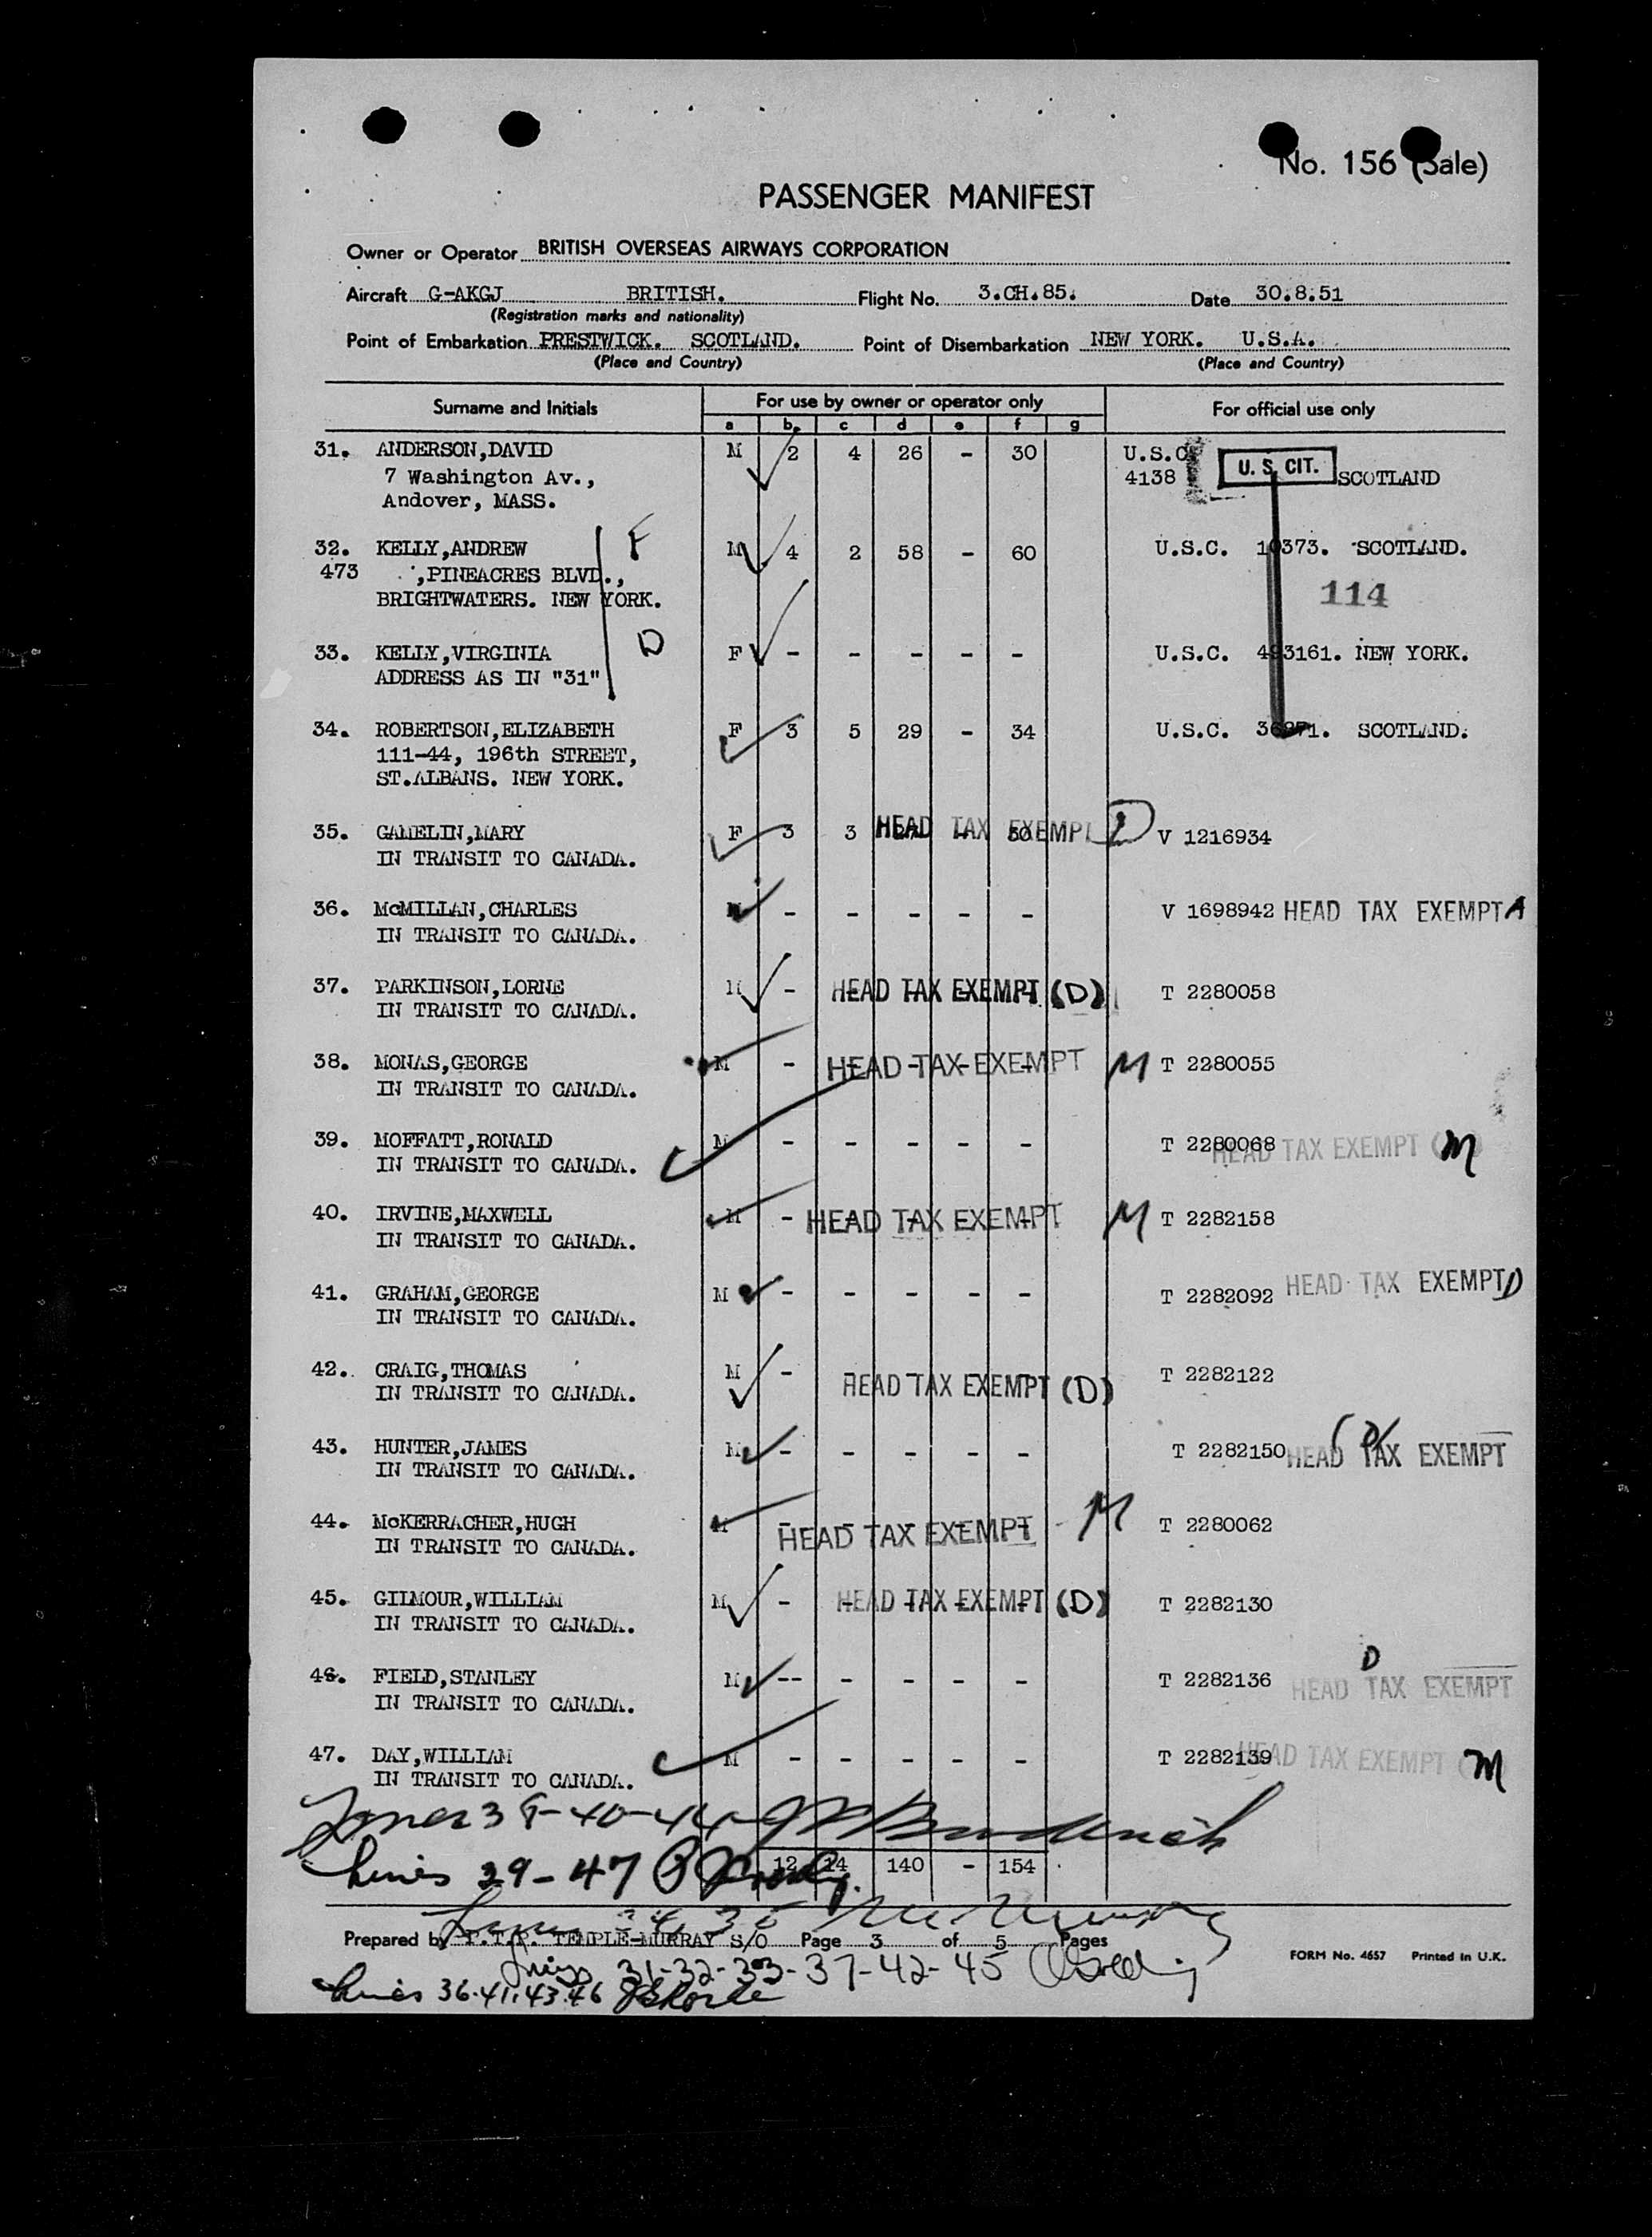 No. 156 (Sale)
PASSENGER MANIFEST
Owner or Operator BRITISH OVERSEAS AIRWAYS CORPORATION
Aircraft G-AKGJ BRITISH. Flight No. 3.CH.85. Date 30.8.51
(Registration marks and nationality)
Point of Embarkation PRESTWICK. SCOTLAND. Point of Disembarkation NEW YORK. U.S.A.
(Place and Country) (Place and Country)
Surname and Initials For use by owner or operator only For official use only
a b c d e f g
31. ANDERSON,DAVID M 2 4 26 - 30 U.S.C.
7 Washington Av., 4138 U. S. CIT. SCOTLAND
Andover, MASS.
32. KELLY,ANDREW F M 4 2 58 - 60 U.S.C. 10373. SCOTLAND.
473 ,PINEACRES BLVD.,
BRIGHTWATERS. NEW YORK. 114
33. KELLY,VIRGINIA D F - - - - - U.S.C. 493161. NEW YORK.
ADDRESS AS IN "31"
34. ROBERTSON,ELIZABETH F 3 5 29 - 34 U.S.C. SCOTLAND.
111-44, 196th STREET,
ST.ALBANS. NEW YORK.
35. GAMELIN,MARY F 3 3 HEAD TAX EXEMPT D V 1216934
IN TRANSIT TO CANADA.
36. McMILLAN,CHARLES M - - - - - V 1698942 HEAD TAX EXEMPT A
IN TRANSIT TO CANADA.
37. PARKINSON,LORNE M - HEAD TAX EXEMPT (D) T 2280058
IN TRANSIT TO CANADA.
38. MONAS,GEORGE M - HEAD TAX EXEMPT M T 2280055
IN TRANSIT TO CANADA.
39. MOFFATT,RONALD M - - - - - T 2280068 HEAD TAX EXEMPT (M)
IN TRANSIT TO CANADA.
40. IRVINE,MAXWELL M - HEAD TAX EXEMPT M T 2282158
IN TRANSIT TO CANADA.
41. GRAHAM,GEORGE M - - - - - T 2282092 HEAD TAX EXEMPT D
IN TRANSIT TO CANADA.
42. CRAIG,THOMAS M - HEAD TAX EXEMPT (D) T 2282122
IN TRANSIT TO CANADA.
43. HUNTER,JAMES M - - - - - T 2282150 HEAD TAX EXEMPT (D)
IN TRANSIT TO CANADA.
44. McKERRACHER,HUGH M HEAD TAX EXEMPT M T 2280062
IN TRANSIT TO CANADA.
45. GILMOUR,WILLIAM M - HEAD TAX EXEMPT (D) T 2282130
IN TRANSIT TO CANADA.
46. FIELD,STANLEY M -- - - - - T 2282136 HEAD TAX EXEMPT D
IN TRANSIT TO CANADA.
47. DAY,WILLIAM M - - - - - T 2282139 HEAD TAX EXEMPT M
IN TRANSIT TO CANADA.
Lines 38-40-44
12 14 140 - 154
Lines 39-47
Lines
Prepared by TEMPLE-MURRAY S/O Page 3 of 5 Pages
FORM No. 4657 Printed in U.K.
Lines 31-32-33-37-42-45
Lines 36.41.43.46